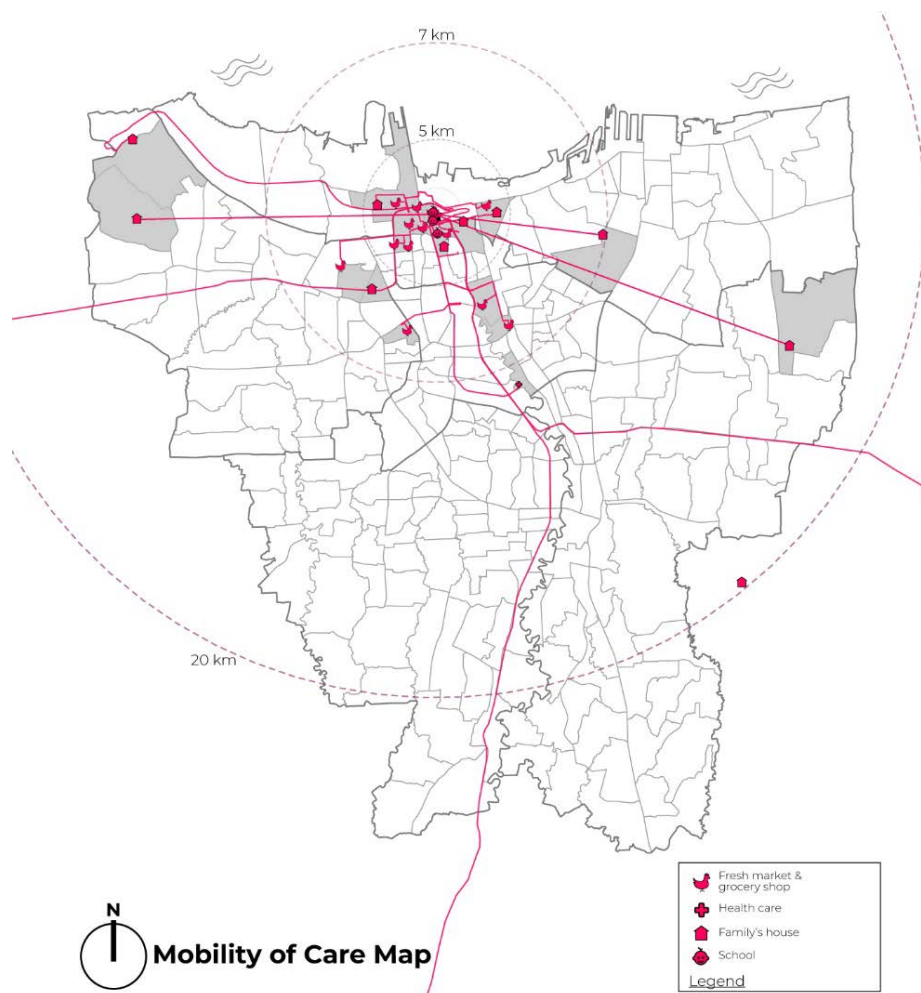 7 km
5 km
20 km
N
Mobility of Care Map
Fresh market &
grocery shop
Health care
Family's house
School
Legend